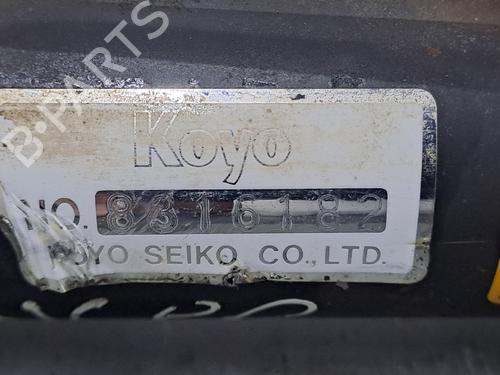 B-PARTS
Koyo
NO. 8316182
KOYO SEIKO CO., LTD.